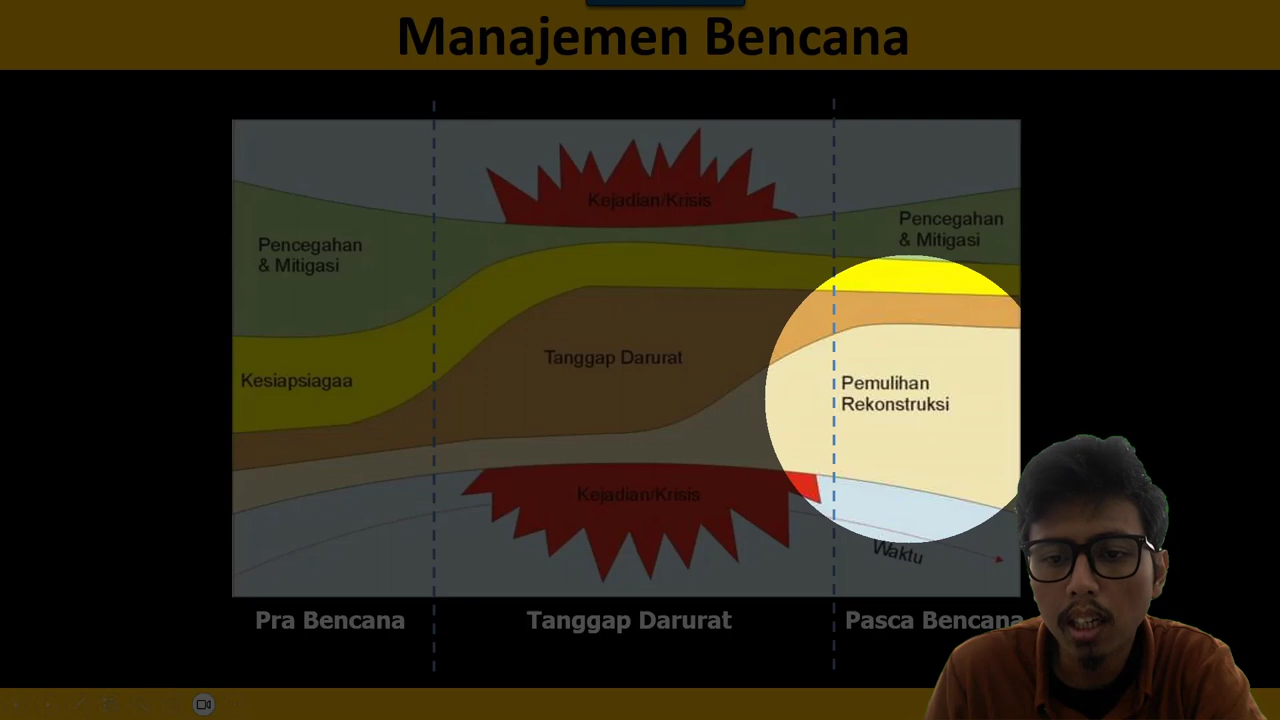 Manajemen Bencana
Kejadian/Krisis
Pencegahan
& Mitigasi
Pencegahan
& Mitigasi
Kesiapsiagaa
Tanggap Darurat
Pemulihan
Rekonstruksi
Kejadian/Krisis
Waktu
Pra Bencana
Tanggap Darurat
Pasca Bencana